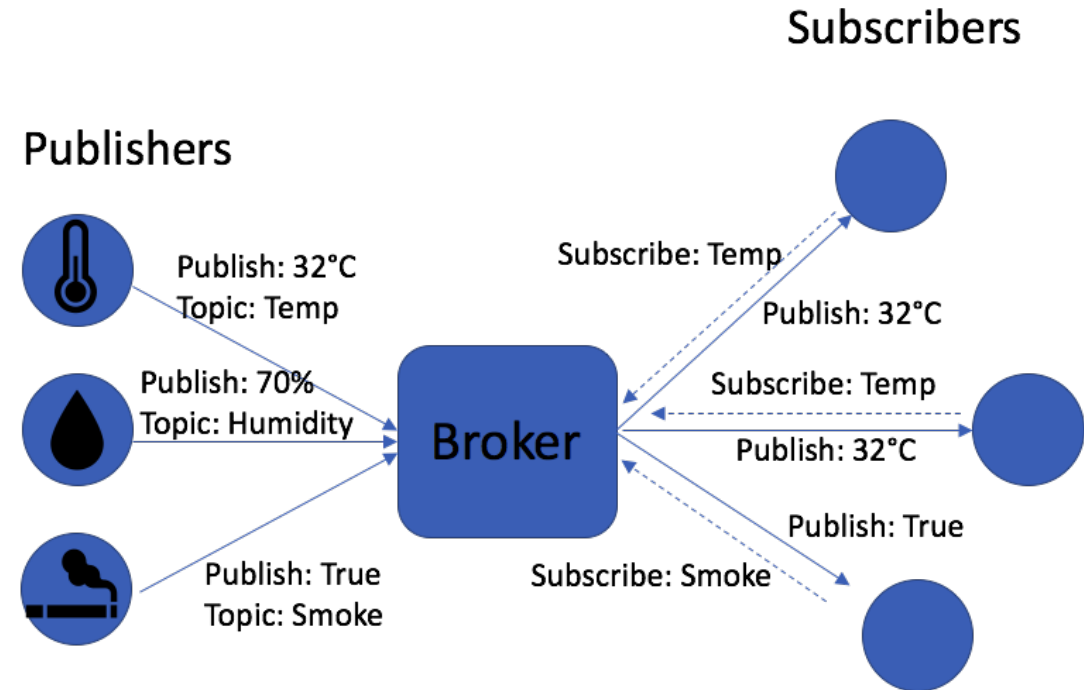 Subscribers
Publishers
Publish: 32°C
Topic: Temp
Publish: 70%
Topic: Humidity
Publish: True
Topic: Smoke
Broker
Subscribe: Temp
Publish: 32°C
Subscribe: Temp
Publish: 32°C
Publish: True
Subscribe: Smoke